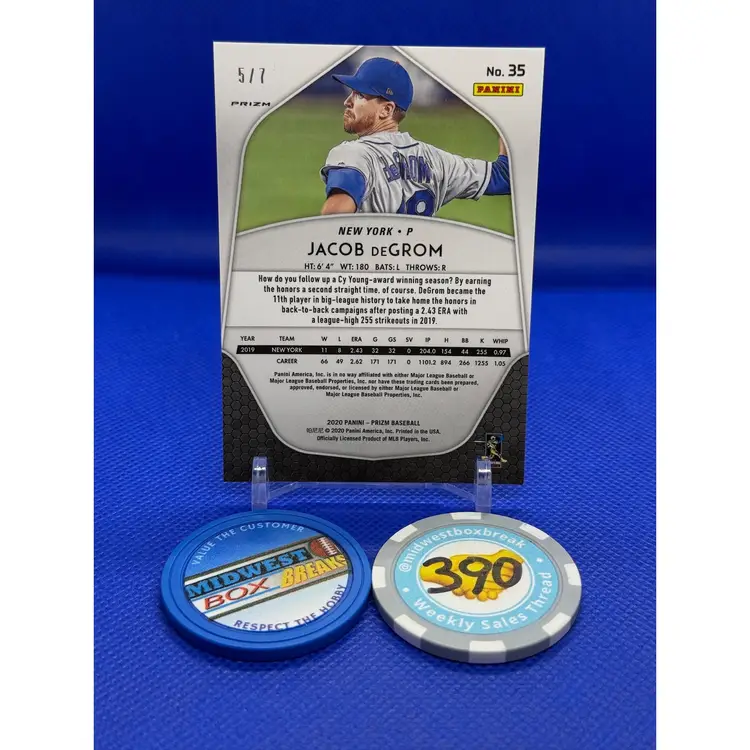 5/7
No. 35
PRIZM
PANINI
DEGROM
NEW YORK • P
JACOB DEGROM
HT: 6' 4" WT: 180 BATS: L THROWS: R
How do you follow up a Cy Young-award winning season? By earning
the honors a second straight time, of course. DeGrom became the
11th player in big-league history to take home the honors in
back-to-back campaigns after posting a 2.43 ERA with
a league-high 255 strikeouts in 2019.
YEAR TEAM W L ERA G GS SV IP H BB K WHIP
2019 NEW YORK 11 8 2.43 32 32 0 204.0 154 44 255 0.97
CAREER 66 49 2.62 171 171 0 1101.2 894 266 1255 1.05
Panini America, Inc. is in no way affiliated with either Major League Baseball or
Major League Baseball Properties, Inc., nor have these trading cards been prepared,
approved, endorsed, or licensed by either Major League Baseball or
Major League Baseball Properties, Inc.
2020 PANINI – PRIZM BASEBALL
帕尼尼 © 2020 Panini America, Inc. Printed in the USA.
Officially Licensed Product of MLB Players, Inc.
VALUE THE CUSTOMER
MIDWEST
BOX BREAKS
RESPECT THE HOBBY
@midwestboxbreak
390
Weekly Sales Thread